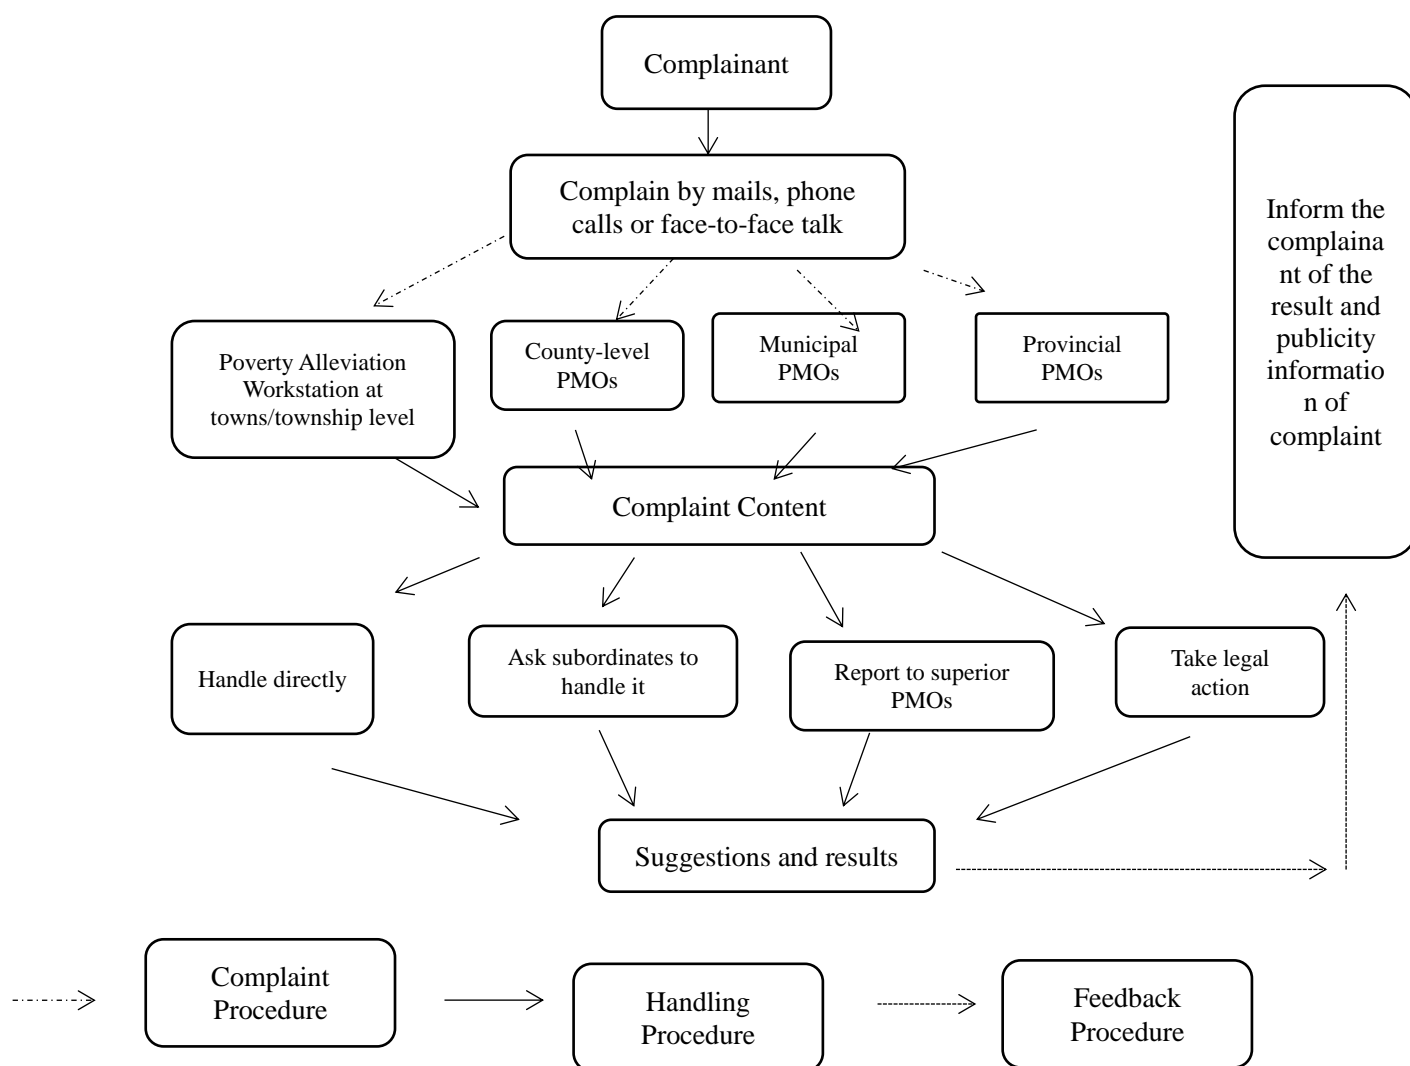 Complainant
Complain by mails, phone
calls or face-to-face talk
Inform the
complaina
nt of the
result and
publicity
informatio
n of
complaint
Poverty Alleviation
Workstation at
towns/township level
County-level
PMOs
Municipal
PMOs
Provincial
PMOs
Complaint Content
Handle directly
Ask subordinates to
handle it
Report to superior
PMOs
Take legal
action
Suggestions and results
Complaint
Procedure
Handling
Procedure
Feedback
Procedure